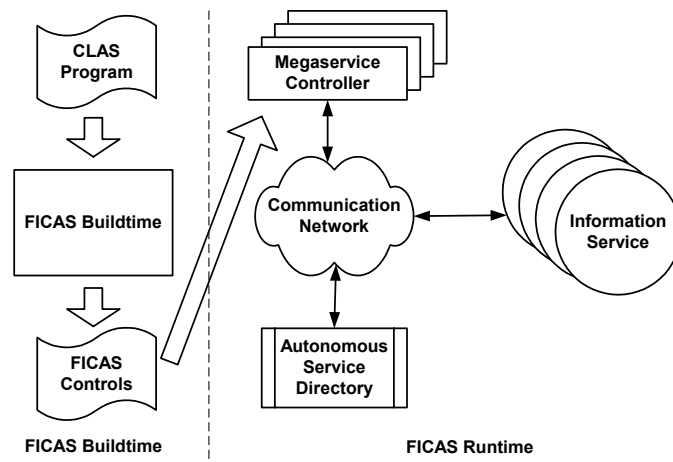 CLAS
Program
FICAS Buildtime
FICAS
Controls
FICAS Buildtime
Megaservice
Controller
Communication
Network
Information
Service
Autonomous
Service
Directory
FICAS Runtime